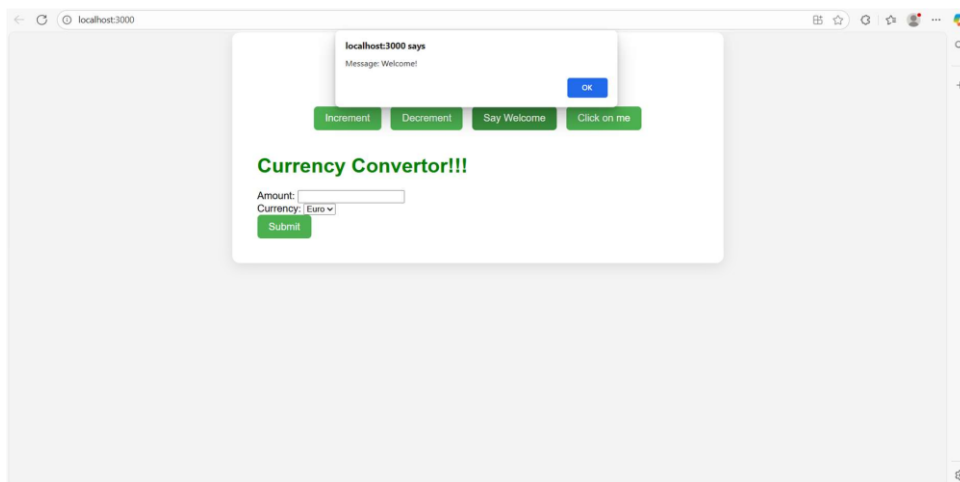 localhost:3000
localhost:3000 says
Message: Welcome!
OK
Increment Decrement Say Welcome Click on me
Currency Convertor!!!
Amount:
Currency: Euro
Submit